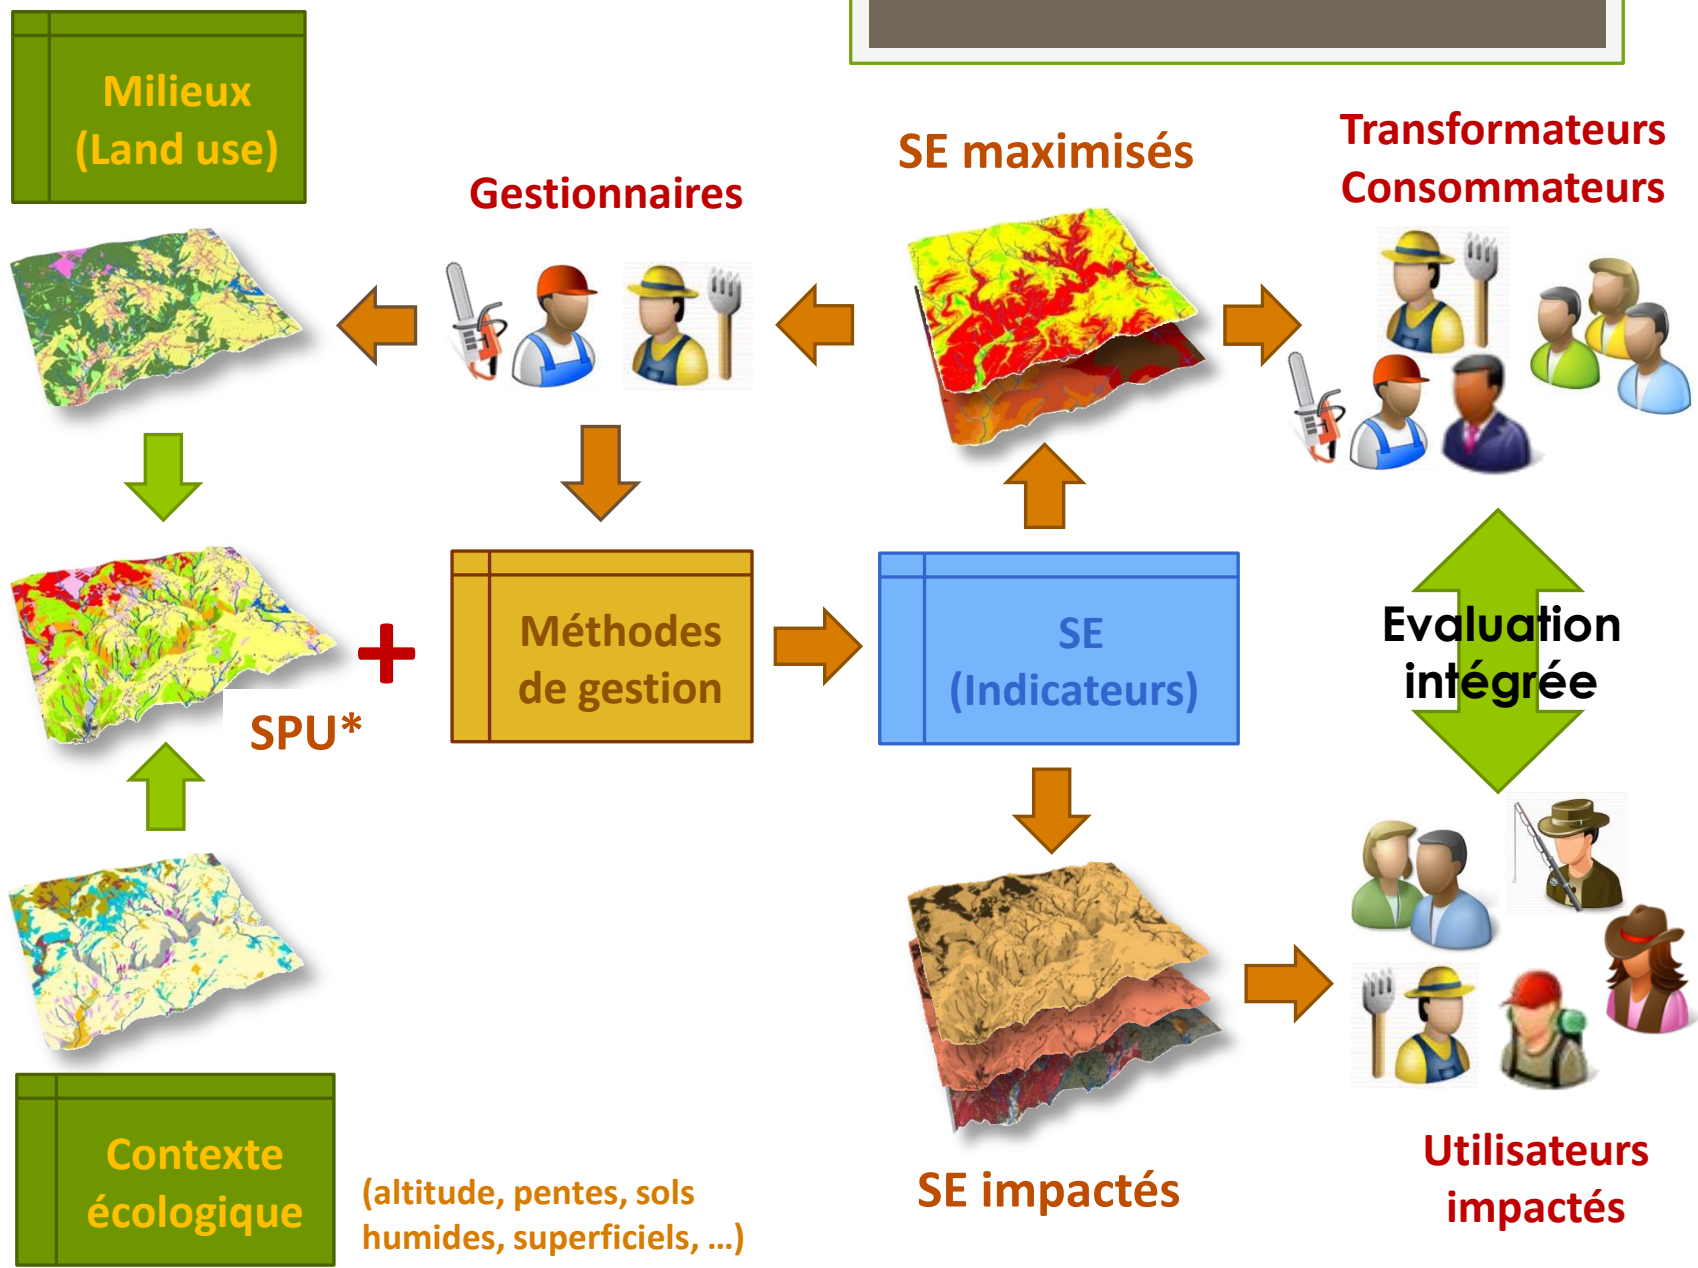 Milieux
(Land use)
Gestionnaires
SE maximisés
Transformateurs
Consommateurs
SPU*
+
Méthodes
de gestion
SE
(Indicateurs)
Evaluation
intégrée
Contexte
écologique
(altitude, pentes, sols
humides, superficiels, ...)
SE impactés
Utilisateurs
impactés